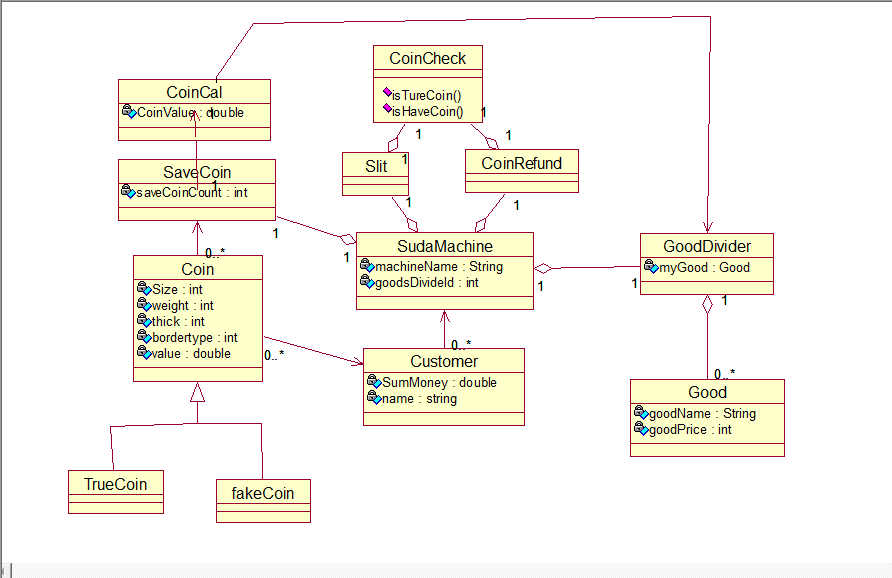 CoinCal
CoinValue : double
1
CoinCheck
isTureCoin()
isHaveCoin()
1
1
1
SaveCoin
saveCoinCount : int
1
Slit
1
CoinRefund
1
1
1
1
SudaMachine
machineName : String
goodsDivideId : int
1
GoodDivider
myGood : Good
1
1
0..*
Coin
Size : int
weight : int
thick : int
bordertype : int
value : double
0..*
0..*
Customer
SumMoney : double
name : string
0..*
Good
goodName : String
goodPrice : int
TrueCoin
fakeCoin